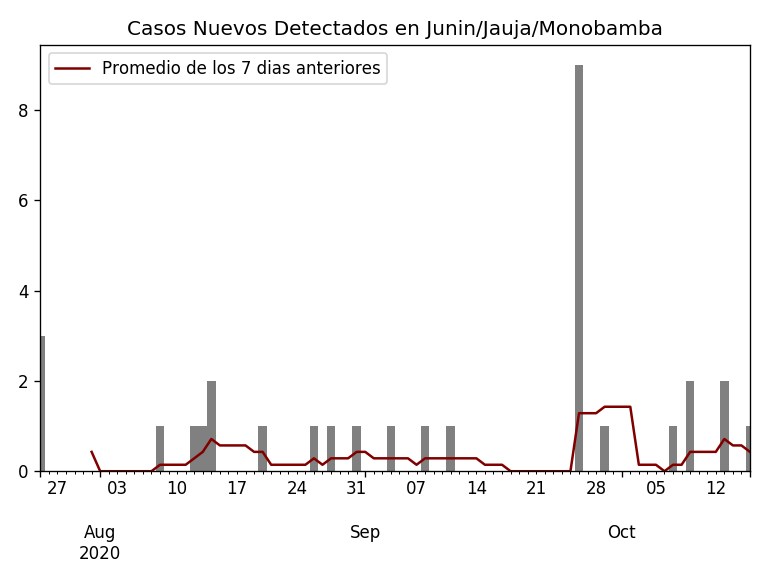 Casos Nuevos Detectados en Junin/Jauja/Monobamba
Promedio de los 7 dias anteriores
8
6
4
2
0
27 03 10 17 24 31 07 14 21 28 05 12
Aug Sep Oct
2020